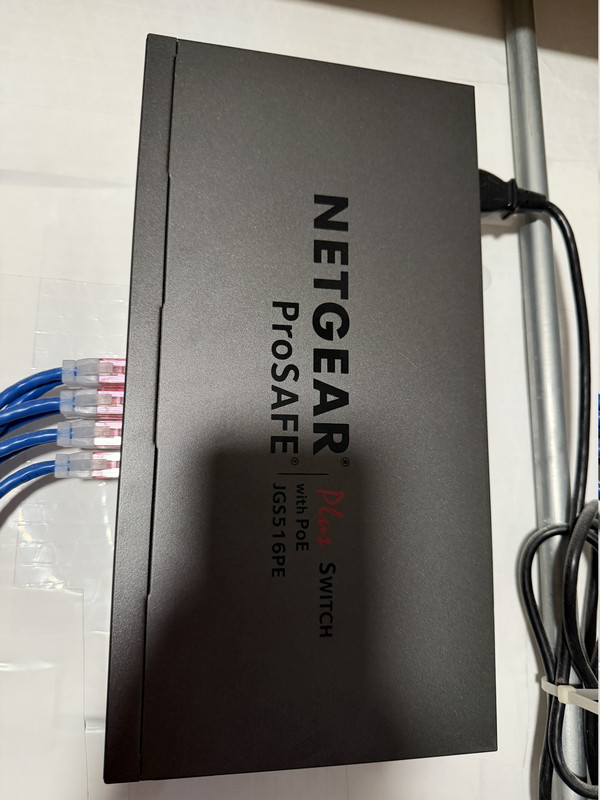 NETGEAR®
ProSAFE®
Plus SWITCH
with PoE
JGS516PE